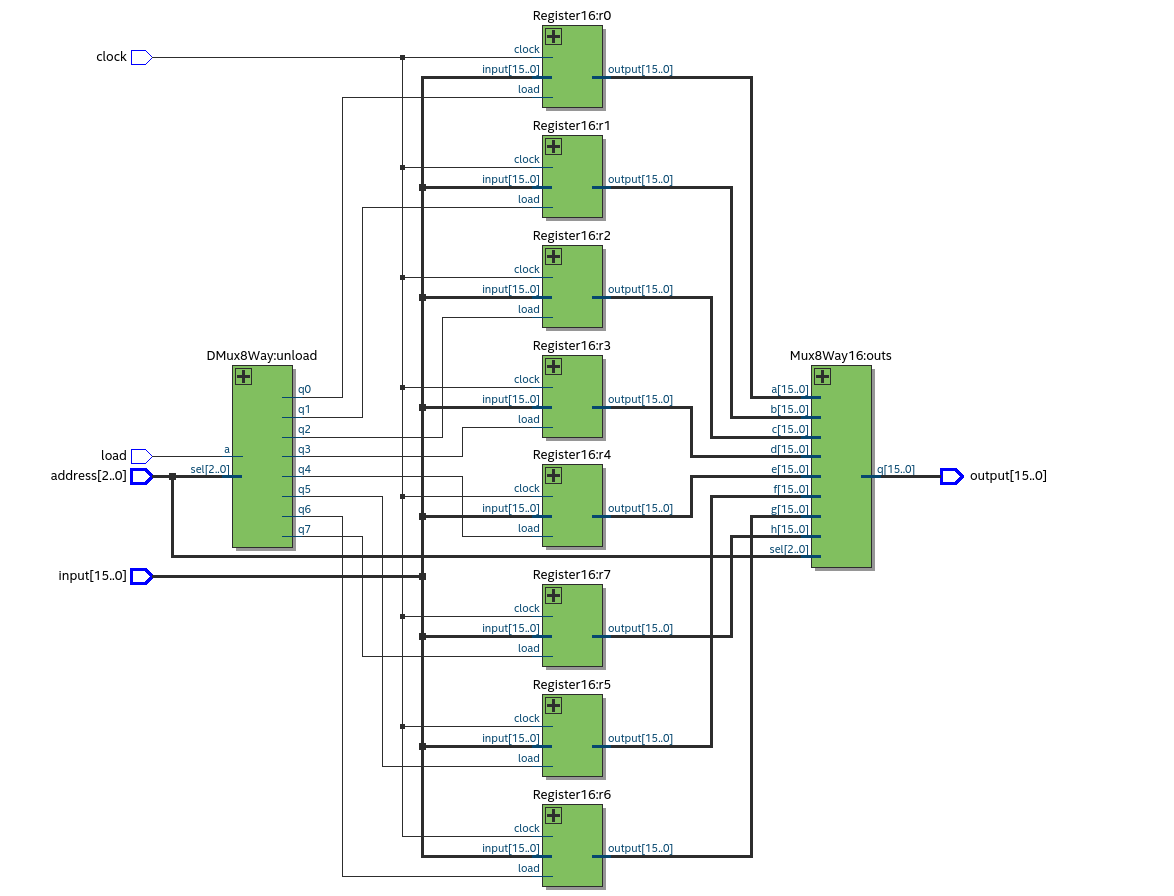 Register16:r0
clock
clock
input[15..0]
output[15..0]
load
Register16:r1
clock
input[15..0]
output[15..0]
load
Register16:r2
clock
input[15..0]
output[15..0]
load
Register16:r3
clock
input[15..0]
output[15..0]
load
DMux8Way:unload
q0
q1
q2
q3
q4
q5
q6
q7
load
a
address[2..0]
sel[2..0]
Mux8Way16:outs
a[15..0]
b[15..0]
c[15..0]
d[15..0]
e[15..0]
f[15..0]
g[15..0]
h[15..0]
sel[2..0]
q[15..0]
output[15..0]
Register16:r4
clock
input[15..0]
output[15..0]
load
input[15..0]
Register16:r7
clock
input[15..0]
output[15..0]
load
Register16:r5
clock
input[15..0]
output[15..0]
load
Register16:r6
clock
input[15..0]
output[15..0]
load